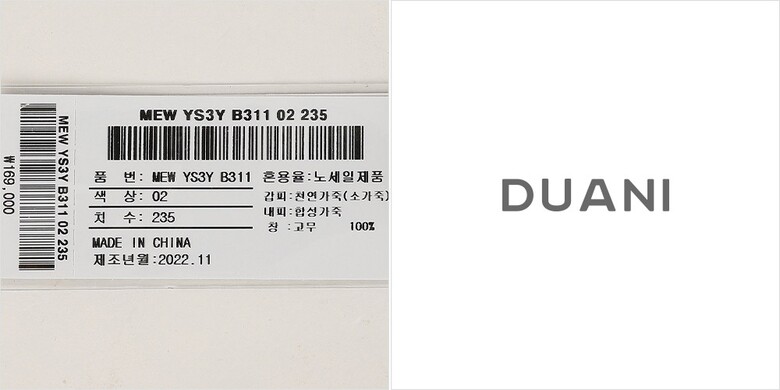 MEW YS3Y B311 02 235
₩169,000
MEW YS3Y B311 02 235
품 번: MEW YS3Y B311
색 상: 02
치 수: 235
MADE IN CHINA
제조년월:2022.11
혼용율:노세일제품
겉피:천연가죽(소가죽)
내피:합성가죽
창 :고무 100%
DUANI